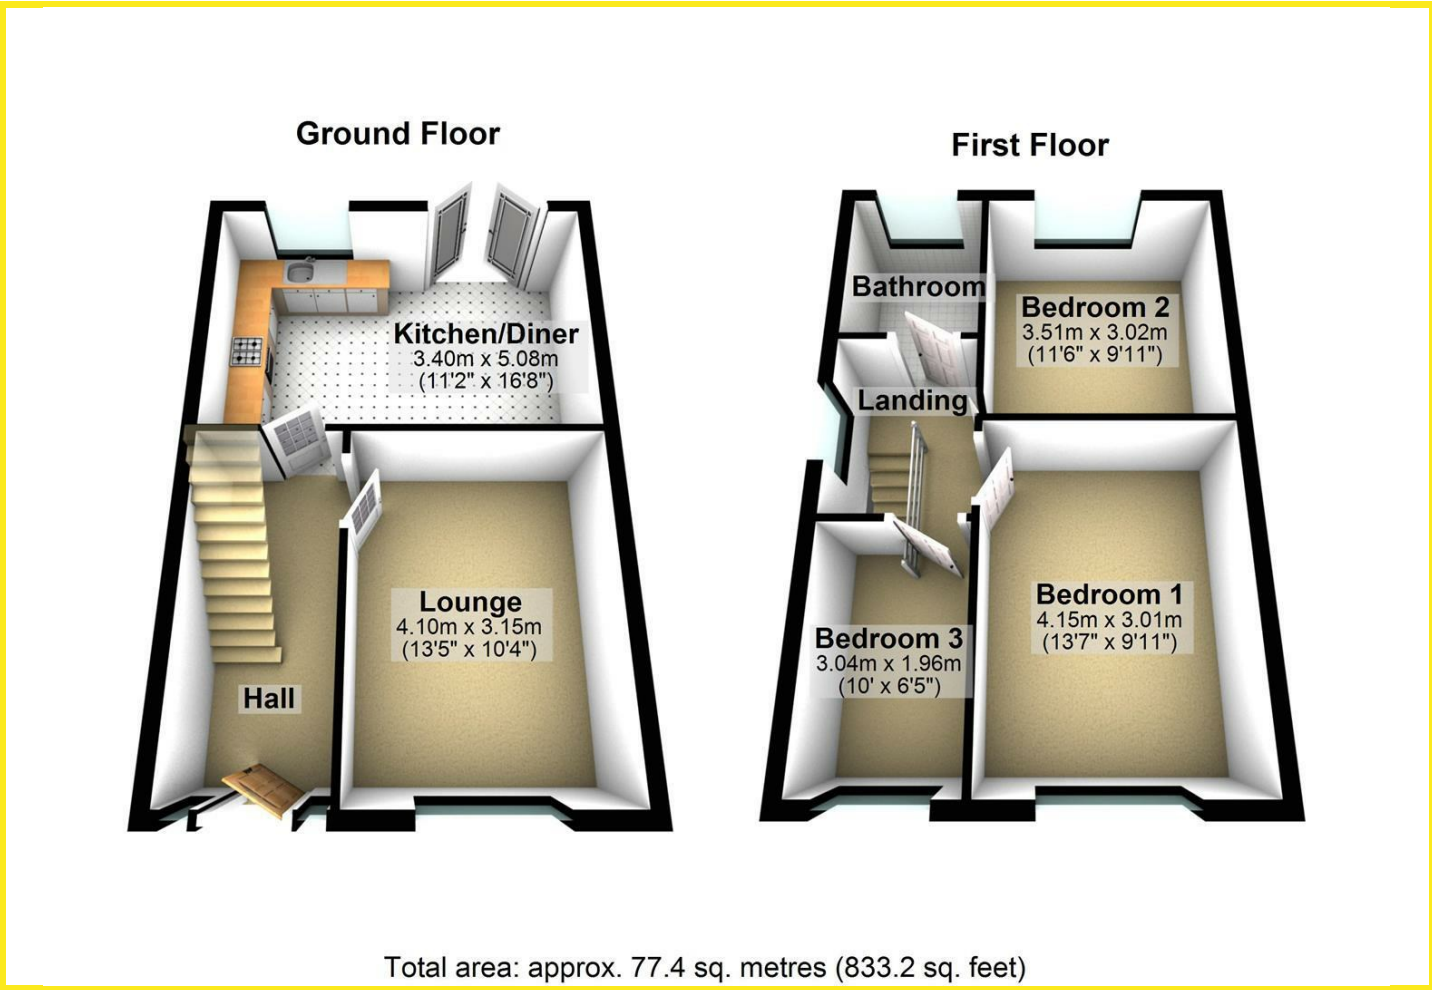 Ground Floor
Kitchen/Diner
3.40m x 5.08m
(11'2" x 16'8")
Lounge
4.10m x 3.15m
(13'5" x 10'4")
Hall
First Floor
Bathroom
Bedroom 2
3.51m x 3.02m
(11'6" x 9'11")
Landing
Bedroom 1
4.15m x 3.01m
(13'7" x 9'11")
Bedroom 3
3.04m x 1.96m
(10' x 6'5")
Total area: approx. 77.4 sq. metres (833.2 sq. feet)